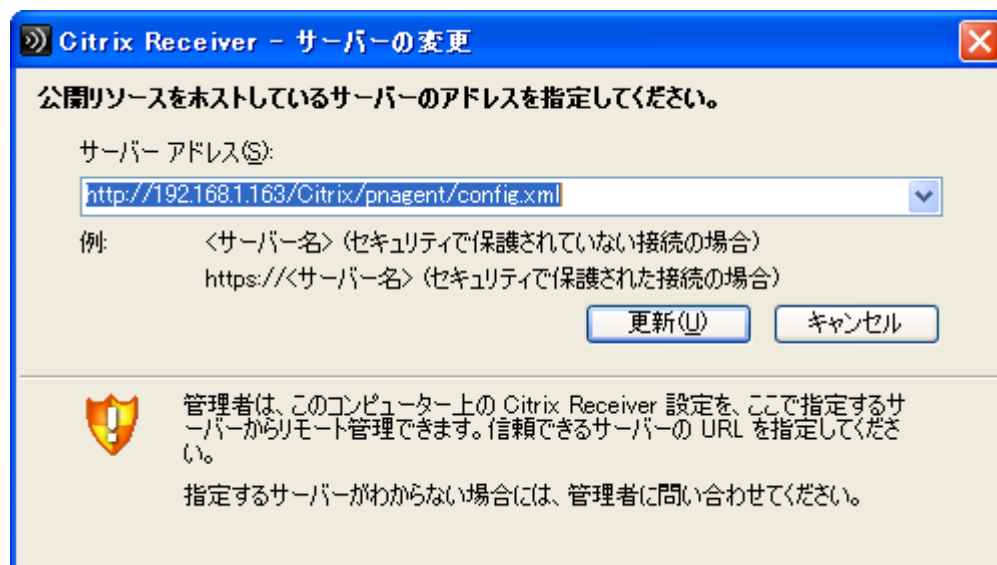 Citrix Receiver - サーバーの変更
公開リソースをホストしているサーバーのアドレスを指定してください。
サーバー アドレス(S):
http://192.168.1.163/Citrix/pnagent/config.xml
例: <サーバー名> (セキュリティで保護されていない接続の場合)
https://<サーバー名> (セキュリティで保護された接続の場合)
更新(U) キャンセル
管理者は、このコンピューター上の Citrix Receiver 設定を、ここで指定するサ
ーバーからリモート管理できます。信頼できるサーバーの URL を指定してくださ
い。
指定するサーバーがわからない場合には、管理者に問い合わせてください。